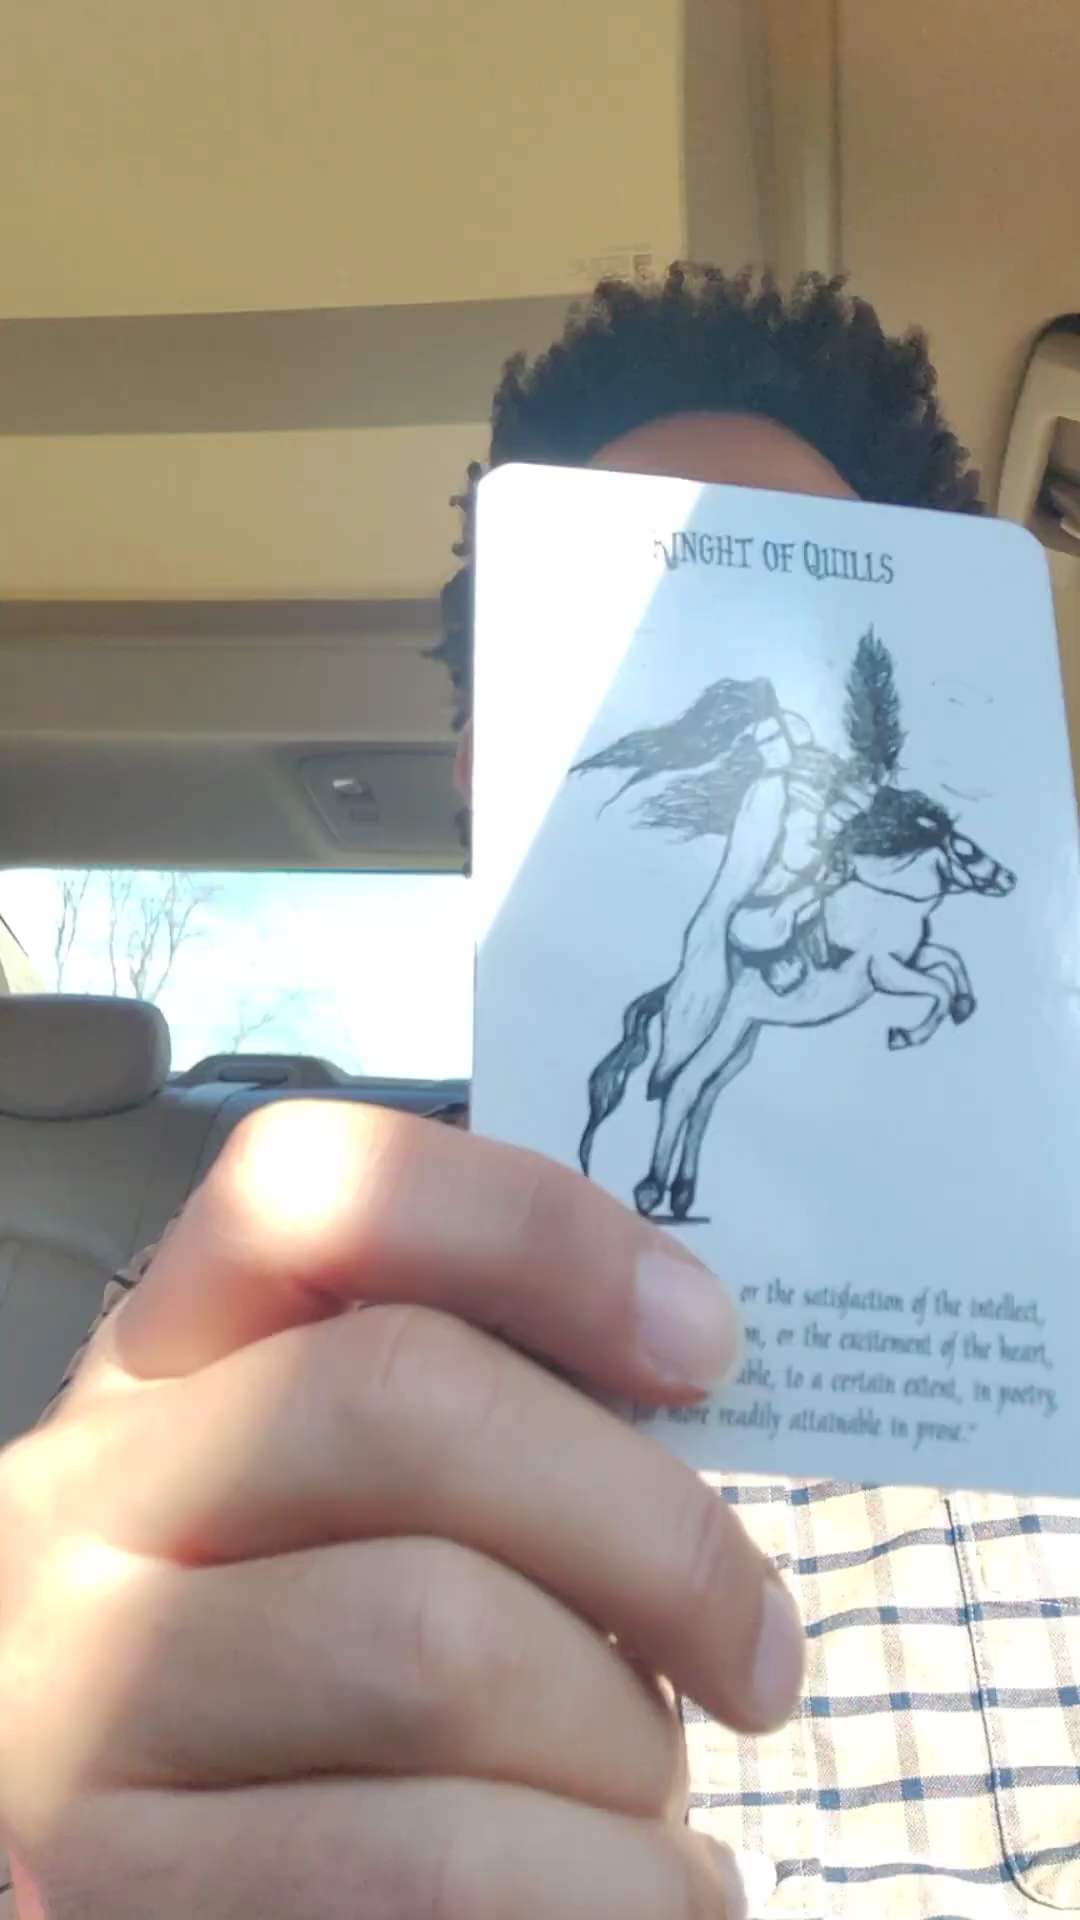 KINGHT OF QUILLS
or the satisfaction of the intellect,
or the excitement of the heart,
to a certain extent, in poetry,
more readily attainable in prose."